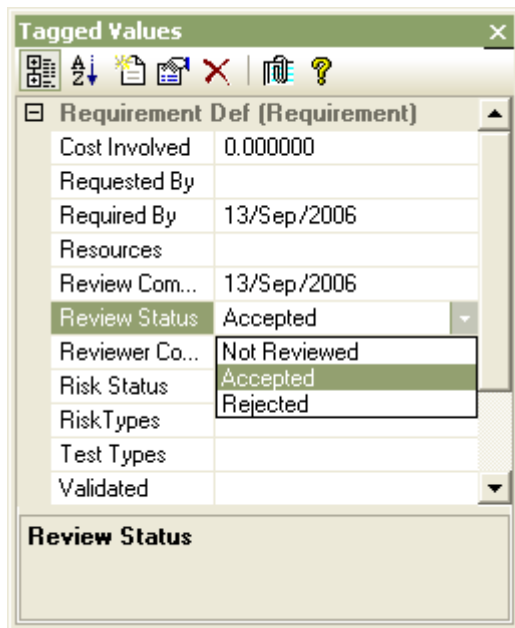 Tagged Values
Requirement Def (Requirement)
Cost Involved 0.000000
Requested By
Required By 13/Sep/2006
Resources
Review Com... 13/Sep/2006
Review Status Accepted
Reviewer Co... Not Reviewed
Risk Status Accepted
RiskTypes Rejected
Test Types
Validated
Review Status